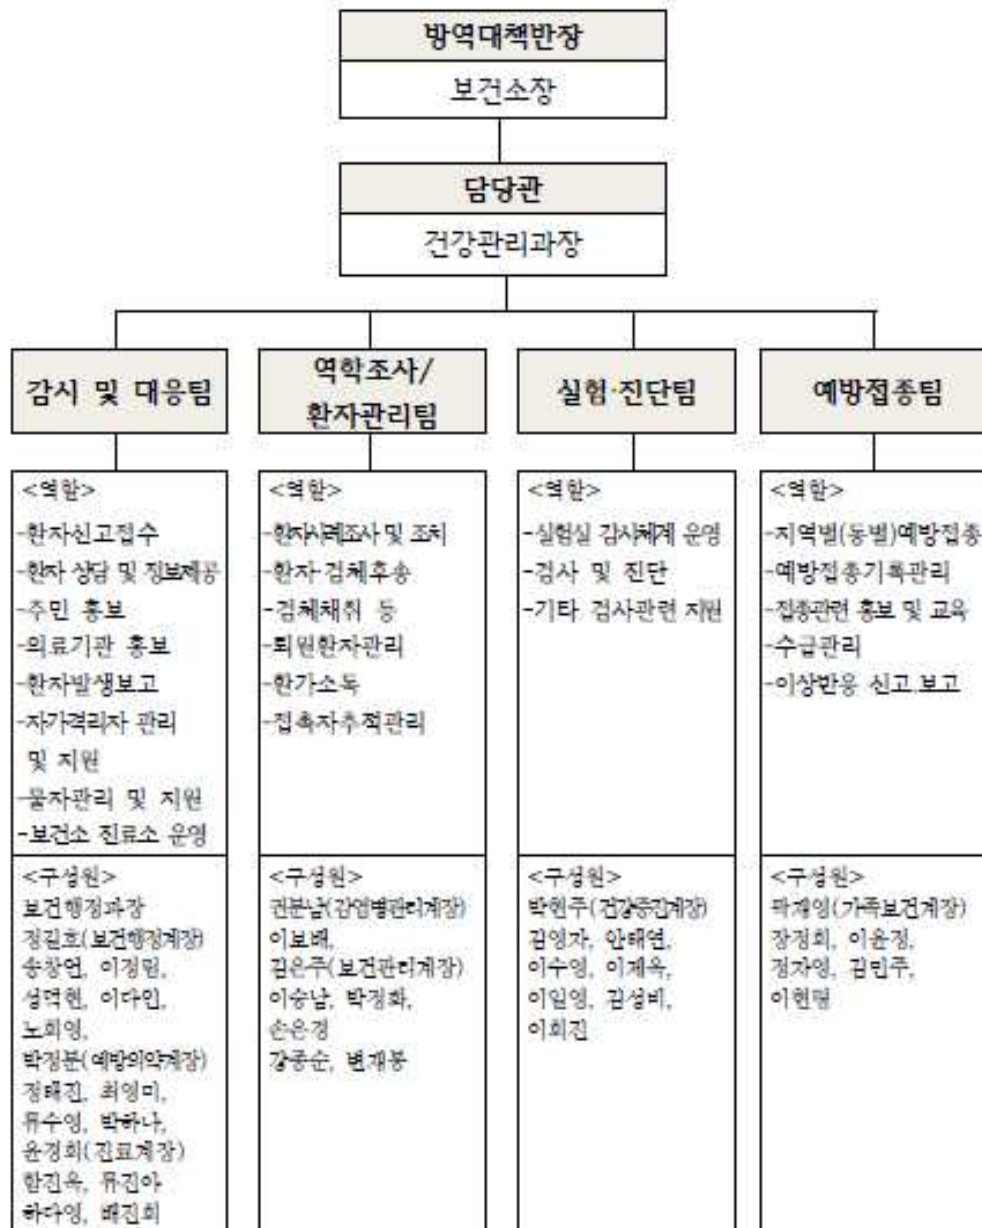 방역대책반장
보건소장
담당관
건강관리과장
감시 및 대응팀
<역할>
-환자신고접수
-환자 상담 및 정보제공
-주민 홍보
-의료기관 홍보
-환자발생보고
-자가격리자 관리
및 지원
-물자관리 및 지원
-보건소 진료소 운영
<구성원>
보건행정과장
정길호(보건행정계장)
송창언, 이정림,
성덕현, 이다인,
노희영,
박정분(예방의약계장)
정태진, 최영미,
류수영, 박하나,
윤경희(진료계장)
함진옥, 류진아
하다영, 배진희
역학조사/
환자관리팀
<역할>
-환자사례조사 및 조치
-환자·검체후송
-검체채취 등
-퇴원환자관리
-환가소독
-접촉자추적관리
<구성원>
권분남(감염병관리계장)
이보배,
김은주(보건관리계장)
이승남, 박정화,
손은경
강종순, 변재봉
실험·진단팀
<역할>
-실험실 감시체계 운영
-검사 및 진단
-기타 검사관련 지원
<구성원>
박현주(건강증진계장)
김영자, 안태연,
이수영, 이제옥,
이일영, 김성비,
이희진
예방접종팀
<역할>
-지역별(동별)예방접종
-예방접종기록관리
-접종관련 홍보 및 교육
-수급관리
-이상반응 신고·보고
<구성원>
곽재영(가족보건계장)
장정희, 이윤정,
정자영, 김민주,